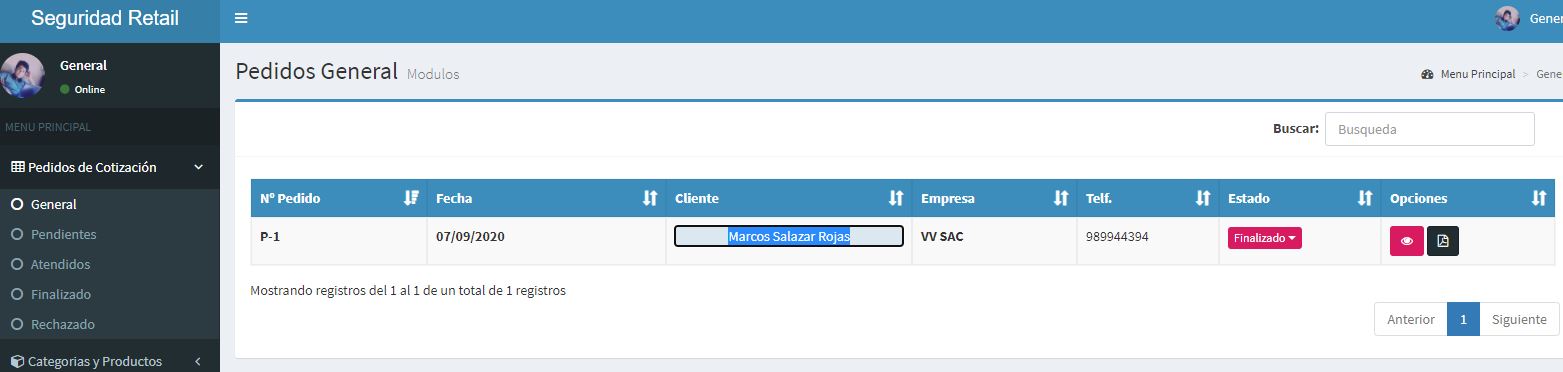 Seguridad Retail
Gener
General
Online
Pedidos General Modulos
Menu Principal > Gene
MENU PRINCIPAL
Buscar: Busqueda
Pedidos de Cotización
General
Pendientes
Atendidos
Finalizado
Rechazado
Categorias y Productos
Nº Pedido Fecha Cliente Empresa Telf. Estado Opciones
P-1 07/09/2020 Marcos Salazar Rojas VV SAC 989944394 Finalizado
Mostrando registros del 1 al 1 de un total de 1 registros
Anterior 1 Siguiente